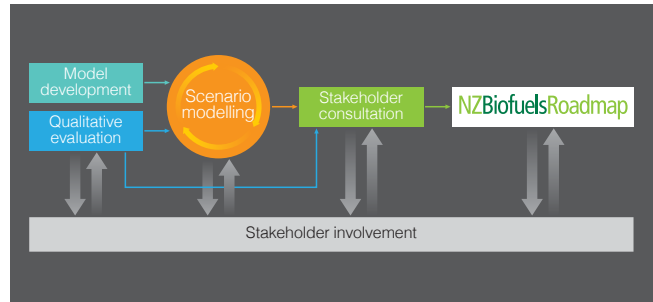 Model
development
Qualitative
evaluation
Scenario
modelling
Stakeholder
consultation
NZBiofuelsRoadmap
Stakeholder involvement